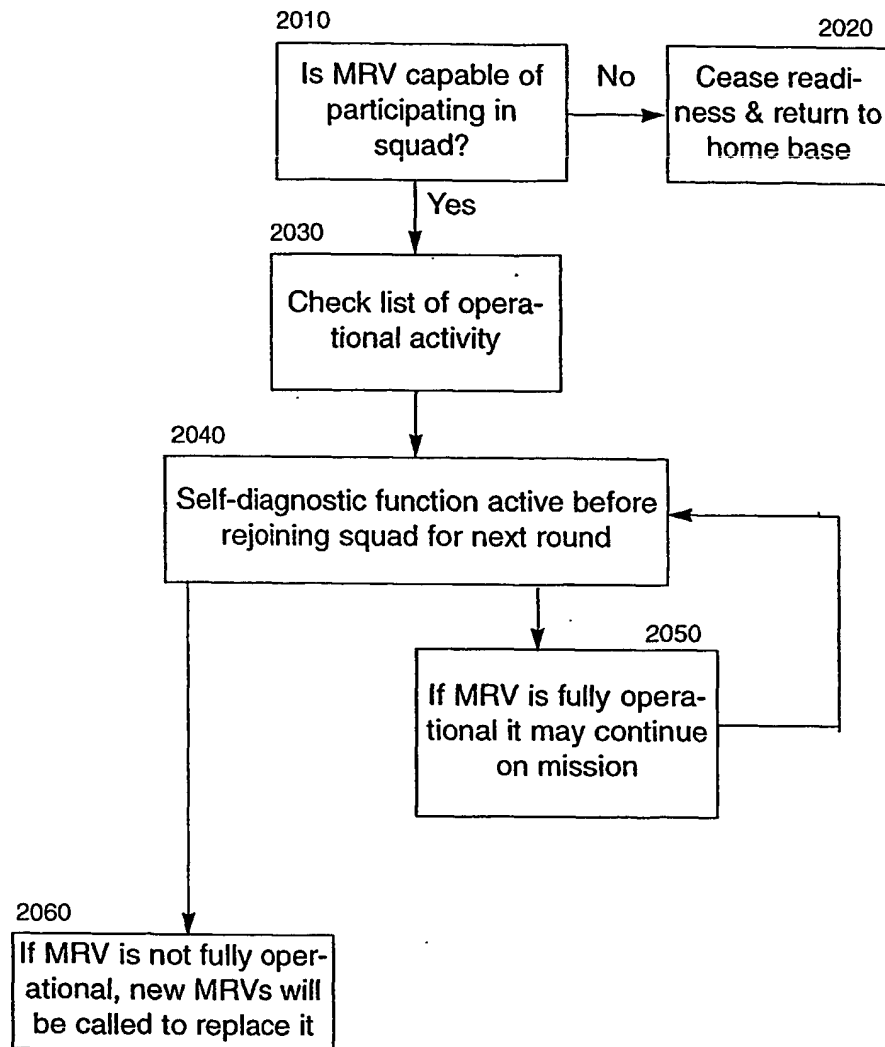 2010
Is MRV capable of
participating in
squad?
No
2020
Cease readi-
ness & return to
home base
Yes
2030
Check list of opera-
tional activity
2040
Self-diagnostic function active before
rejoining squad for next round
2050
If MRV is fully opera-
tional it may continue
on mission
2060
If MRV is not fully oper-
ational, new MRVs will
be called to replace it